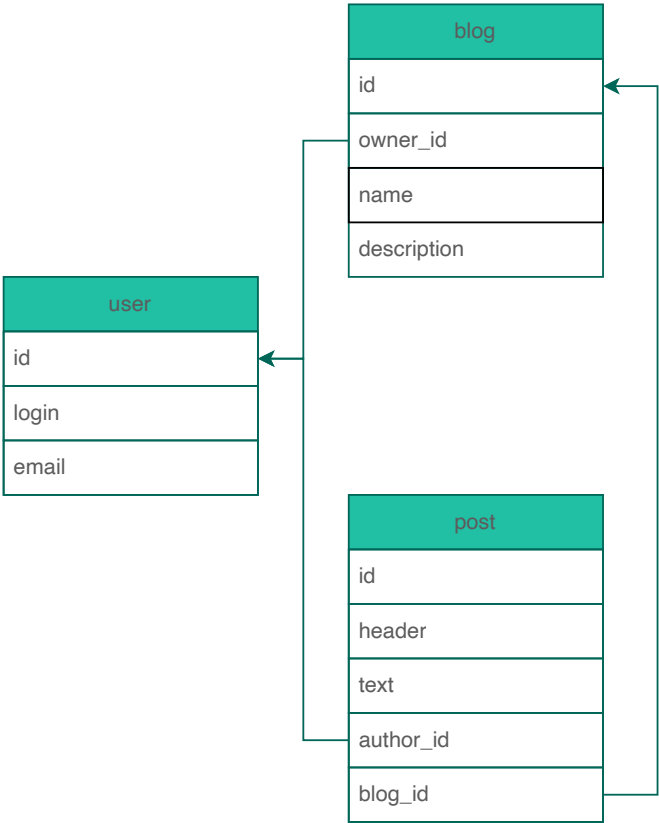 blog
id
owner_id
name
description
user
id
login
email
post
id
header
text
author_id
blog_id